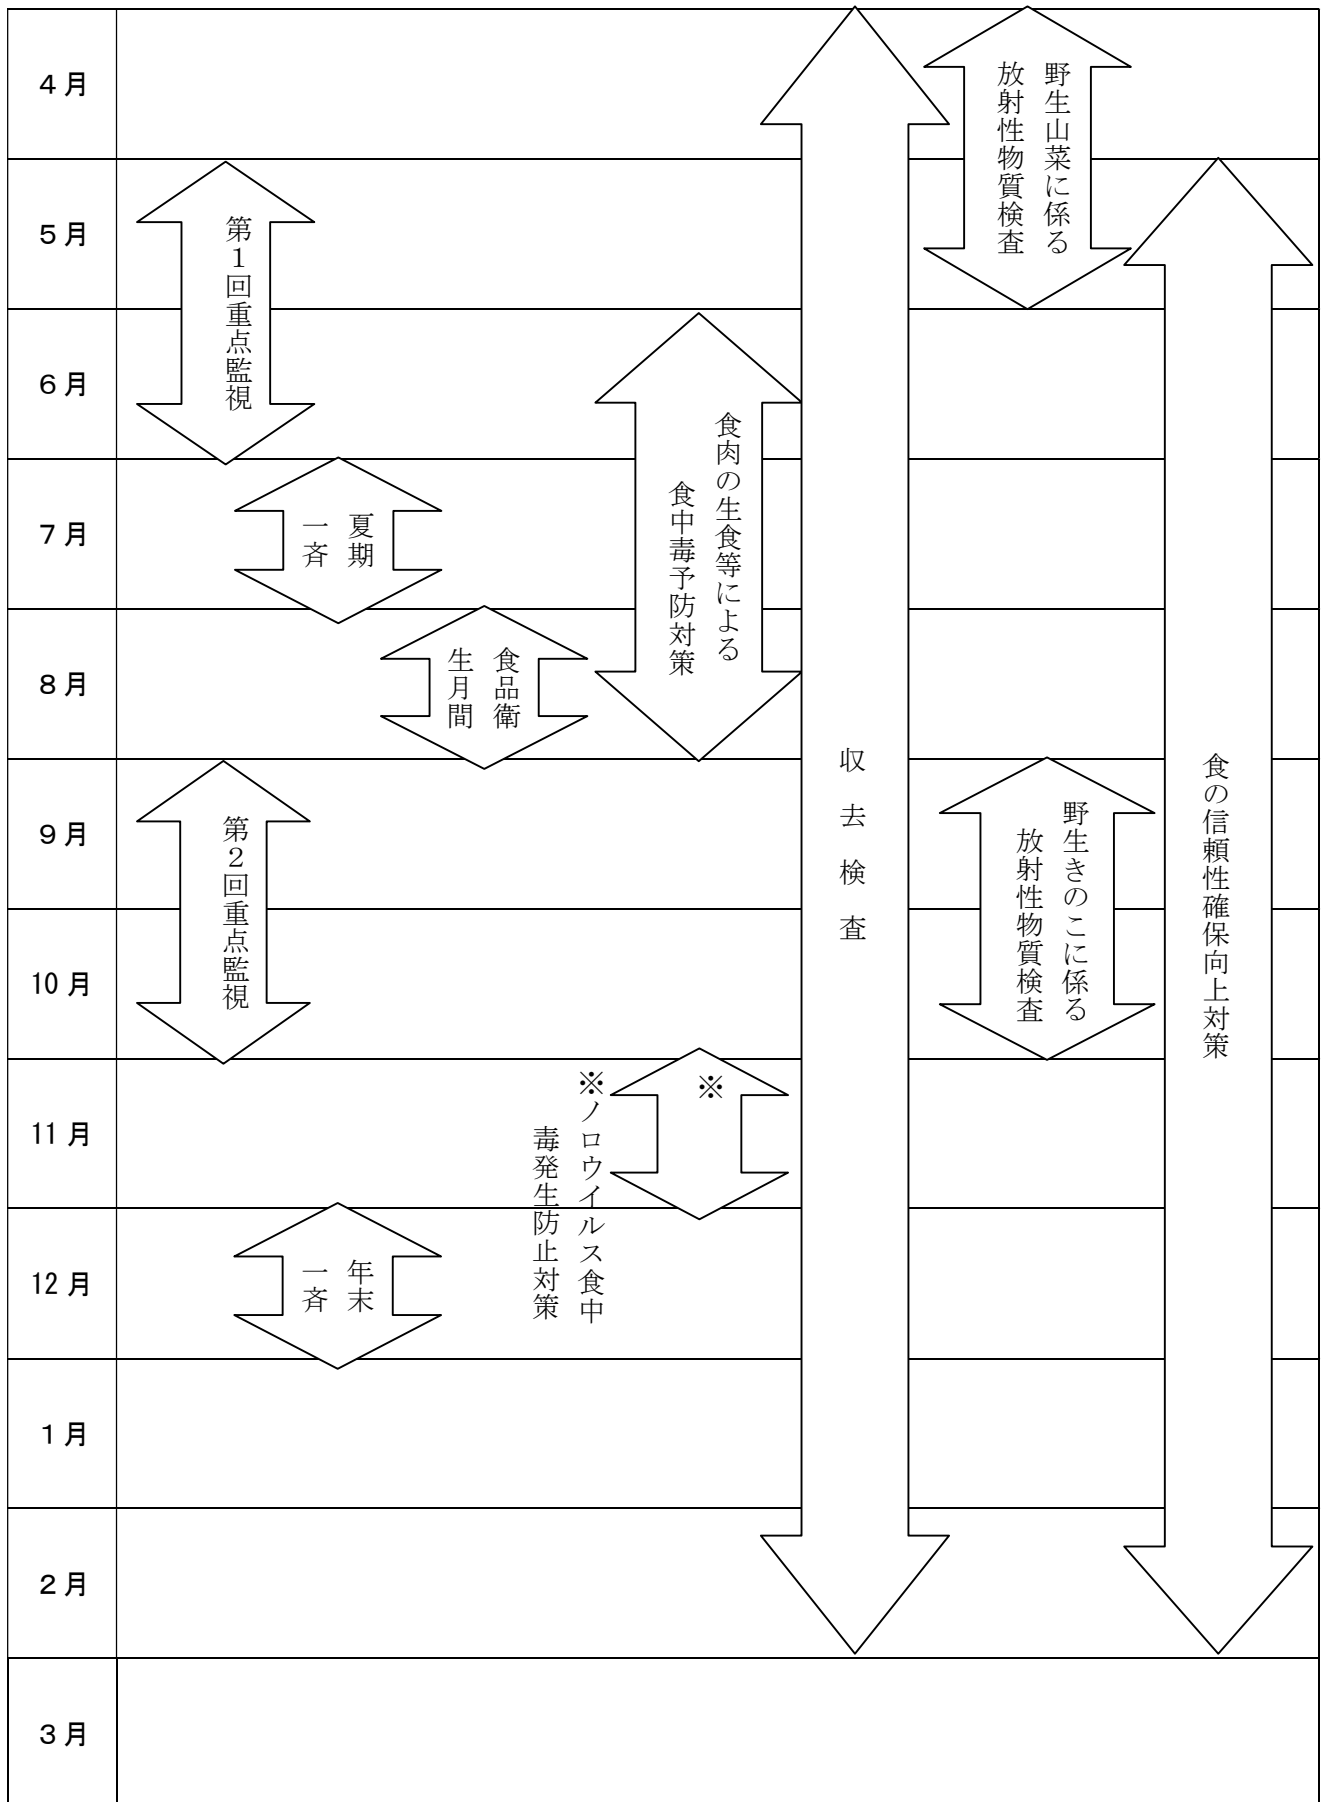 4月
5月
6月
7月
8月
9月
10月
11月
12月
1月
2月
3月
第1回重点監視
第2回重点監視
夏期
一斉
年末
一斉
食品衛
生月間
※ノロウイルス食中
毒発生防止対策
食肉の生食等による
食中毒予防対策
※
収去検査
野生山菜に係る
放射性物質検査
野生きのこに係る
放射性物質検査
食の信頼性確保向上対策